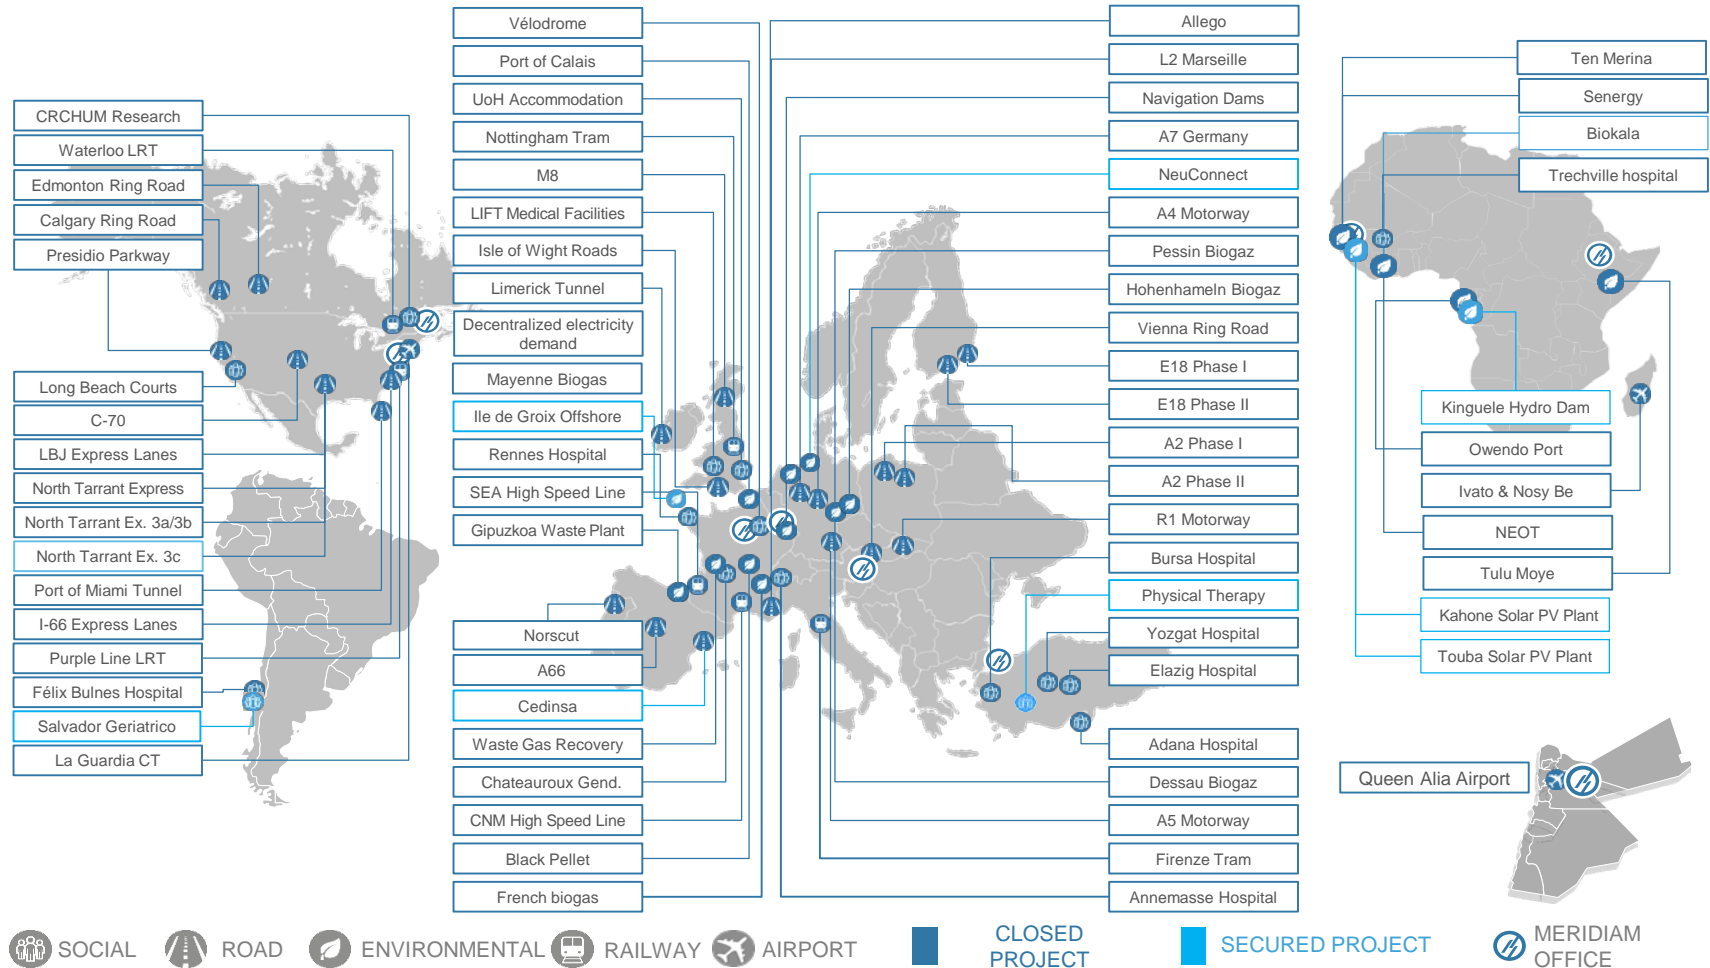 CRCHUM Research
Waterloo LRT
Edmonton Ring Road
Calgary Ring Road
Presidio Parkway
Long Beach Courts
C-70
LBJ Express Lanes
North Tarrant Express
North Tarrant Ex. 3a/3b
North Tarrant Ex. 3c
Port of Miami Tunnel
I-66 Express Lanes
Purple Line LRT
Félix Bulnes Hospital
Salvador Geriatrico
La Guardia CT
Vélodrome
Port of Calais
UoH Accommodation
Nottingham Tram
M8
LIFT Medical Facilities
Isle of Wight Roads
Limerick Tunnel
Decentralized electricity
demand
Mayenne Biogas
Ile de Groix Offshore
Rennes Hospital
SEA High Speed Line
Gipuzkoa Waste Plant
Norscut
A66
Cedinsa
Waste Gas Recovery
Chateauroux Gend.
CNM High Speed Line
Black Pellet
French biogas
Allego
L2 Marseille
Navigation Dams
A7 Germany
NeuConnect
A4 Motorway
Pessin Biogaz
Hohenhameln Biogaz
Vienna Ring Road
E18 Phase I
E18 Phase II
A2 Phase I
A2 Phase II
R1 Motorway
Bursa Hospital
Physical Therapy
Yozgat Hospital
Elazig Hospital
Adana Hospital
Dessau Biogaz
A5 Motorway
Firenze Tram
Annemasse Hospital
Ten Merina
Senergy
Biokala
Trechville hospital
Kinguele Hydro Dam
Owendo Port
Ivato & Nosy Be
NEOT
Tulu Moye
Kahone Solar PV Plant
Touba Solar PV Plant
Queen Alia Airport
SOCIAL
ROAD
ENVIRONMENTAL
RAILWAY
AIRPORT
CLOSED
PROJECT
SECURED PROJECT
MERIDIAM
OFFICE